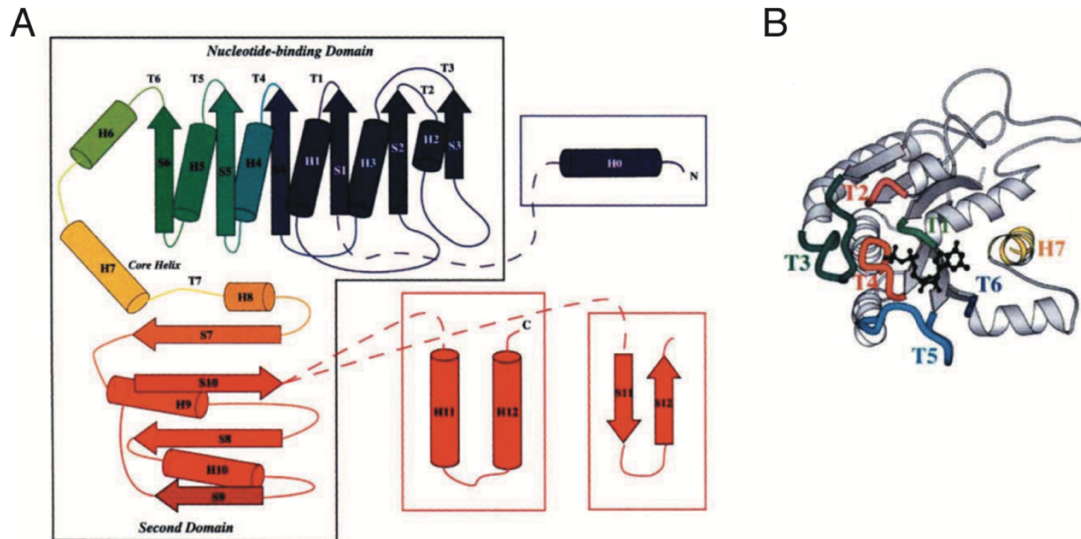 A
Nucleotide-binding Domain
T6
T5
T4
T1
T3
T2
H6
S6
H5
S5
H4
S4
H1
S1
H3
S2
H2
S3
H0
N
H7
Core Helix
T7
H8
S7
S10
H9
S8
H10
S9
Second Domain
C
H11
H12
S11
S12
B
T2
T1
T3
T4
H7
T6
T5